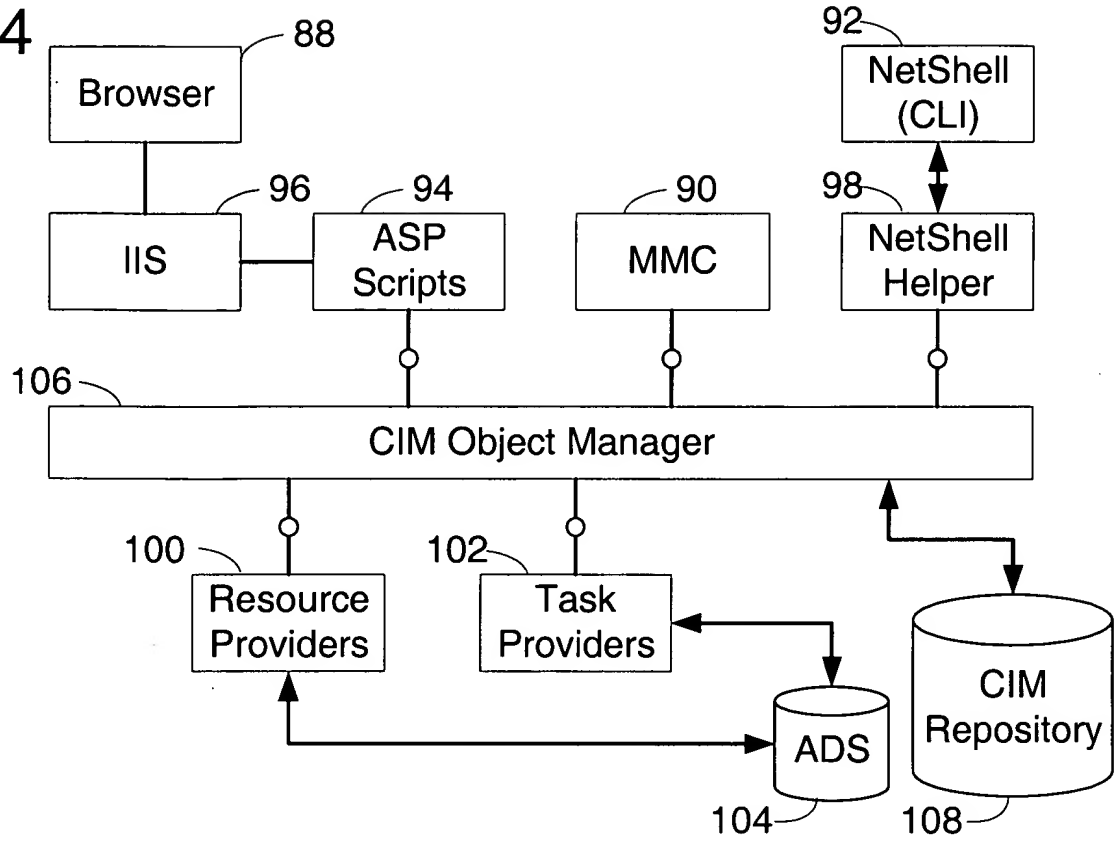 4
88
Browser
92
NetShell
(CLI)
96
IIS
94
ASP
Scripts
90
MMC
98
NetShell
Helper
106
CIM Object Manager
100
Resource
Providers
102
Task
Providers
ADS
104
CIM
Repository
108